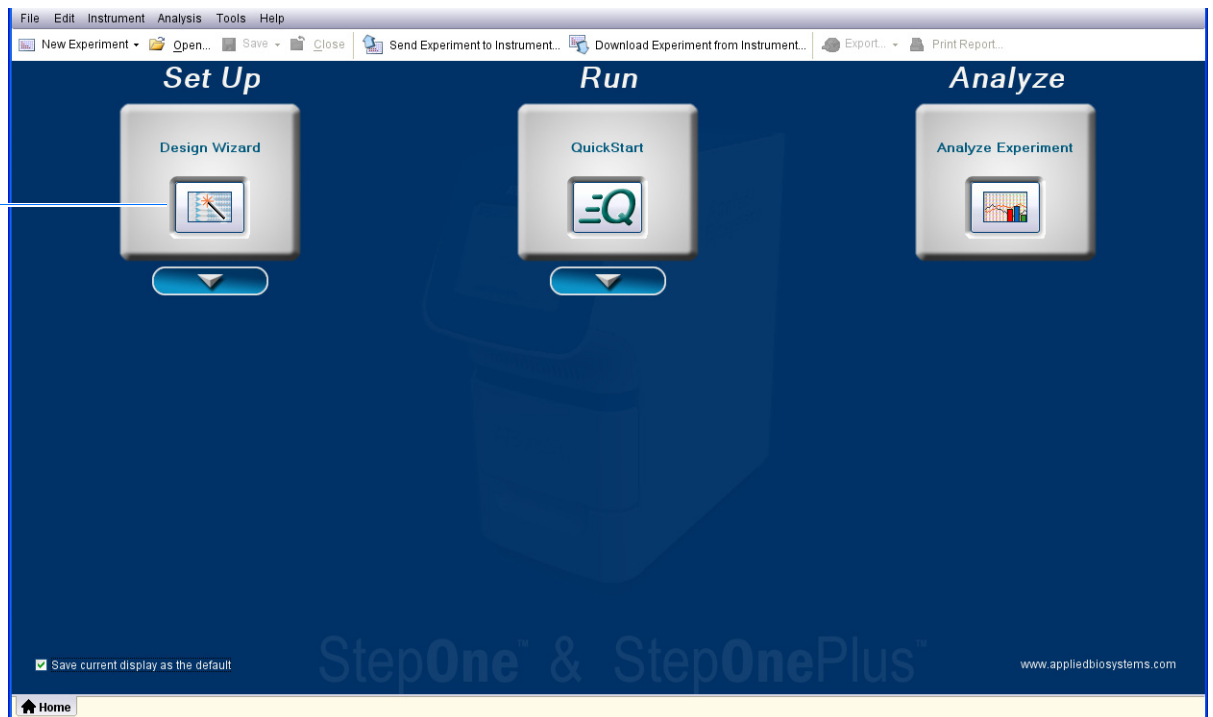 File Edit Instrument Analysis Tools Help
New Experiment Open... Save Close Send Experiment to Instrument... Download Experiment from Instrument... Export... Print Report...
Set Up Run Analyze
Design Wizard QuickStart Analyze Experiment
Q
StepOne™ & StepOnePlus™
Save current display as the default www.appliedbiosystems.com
Home